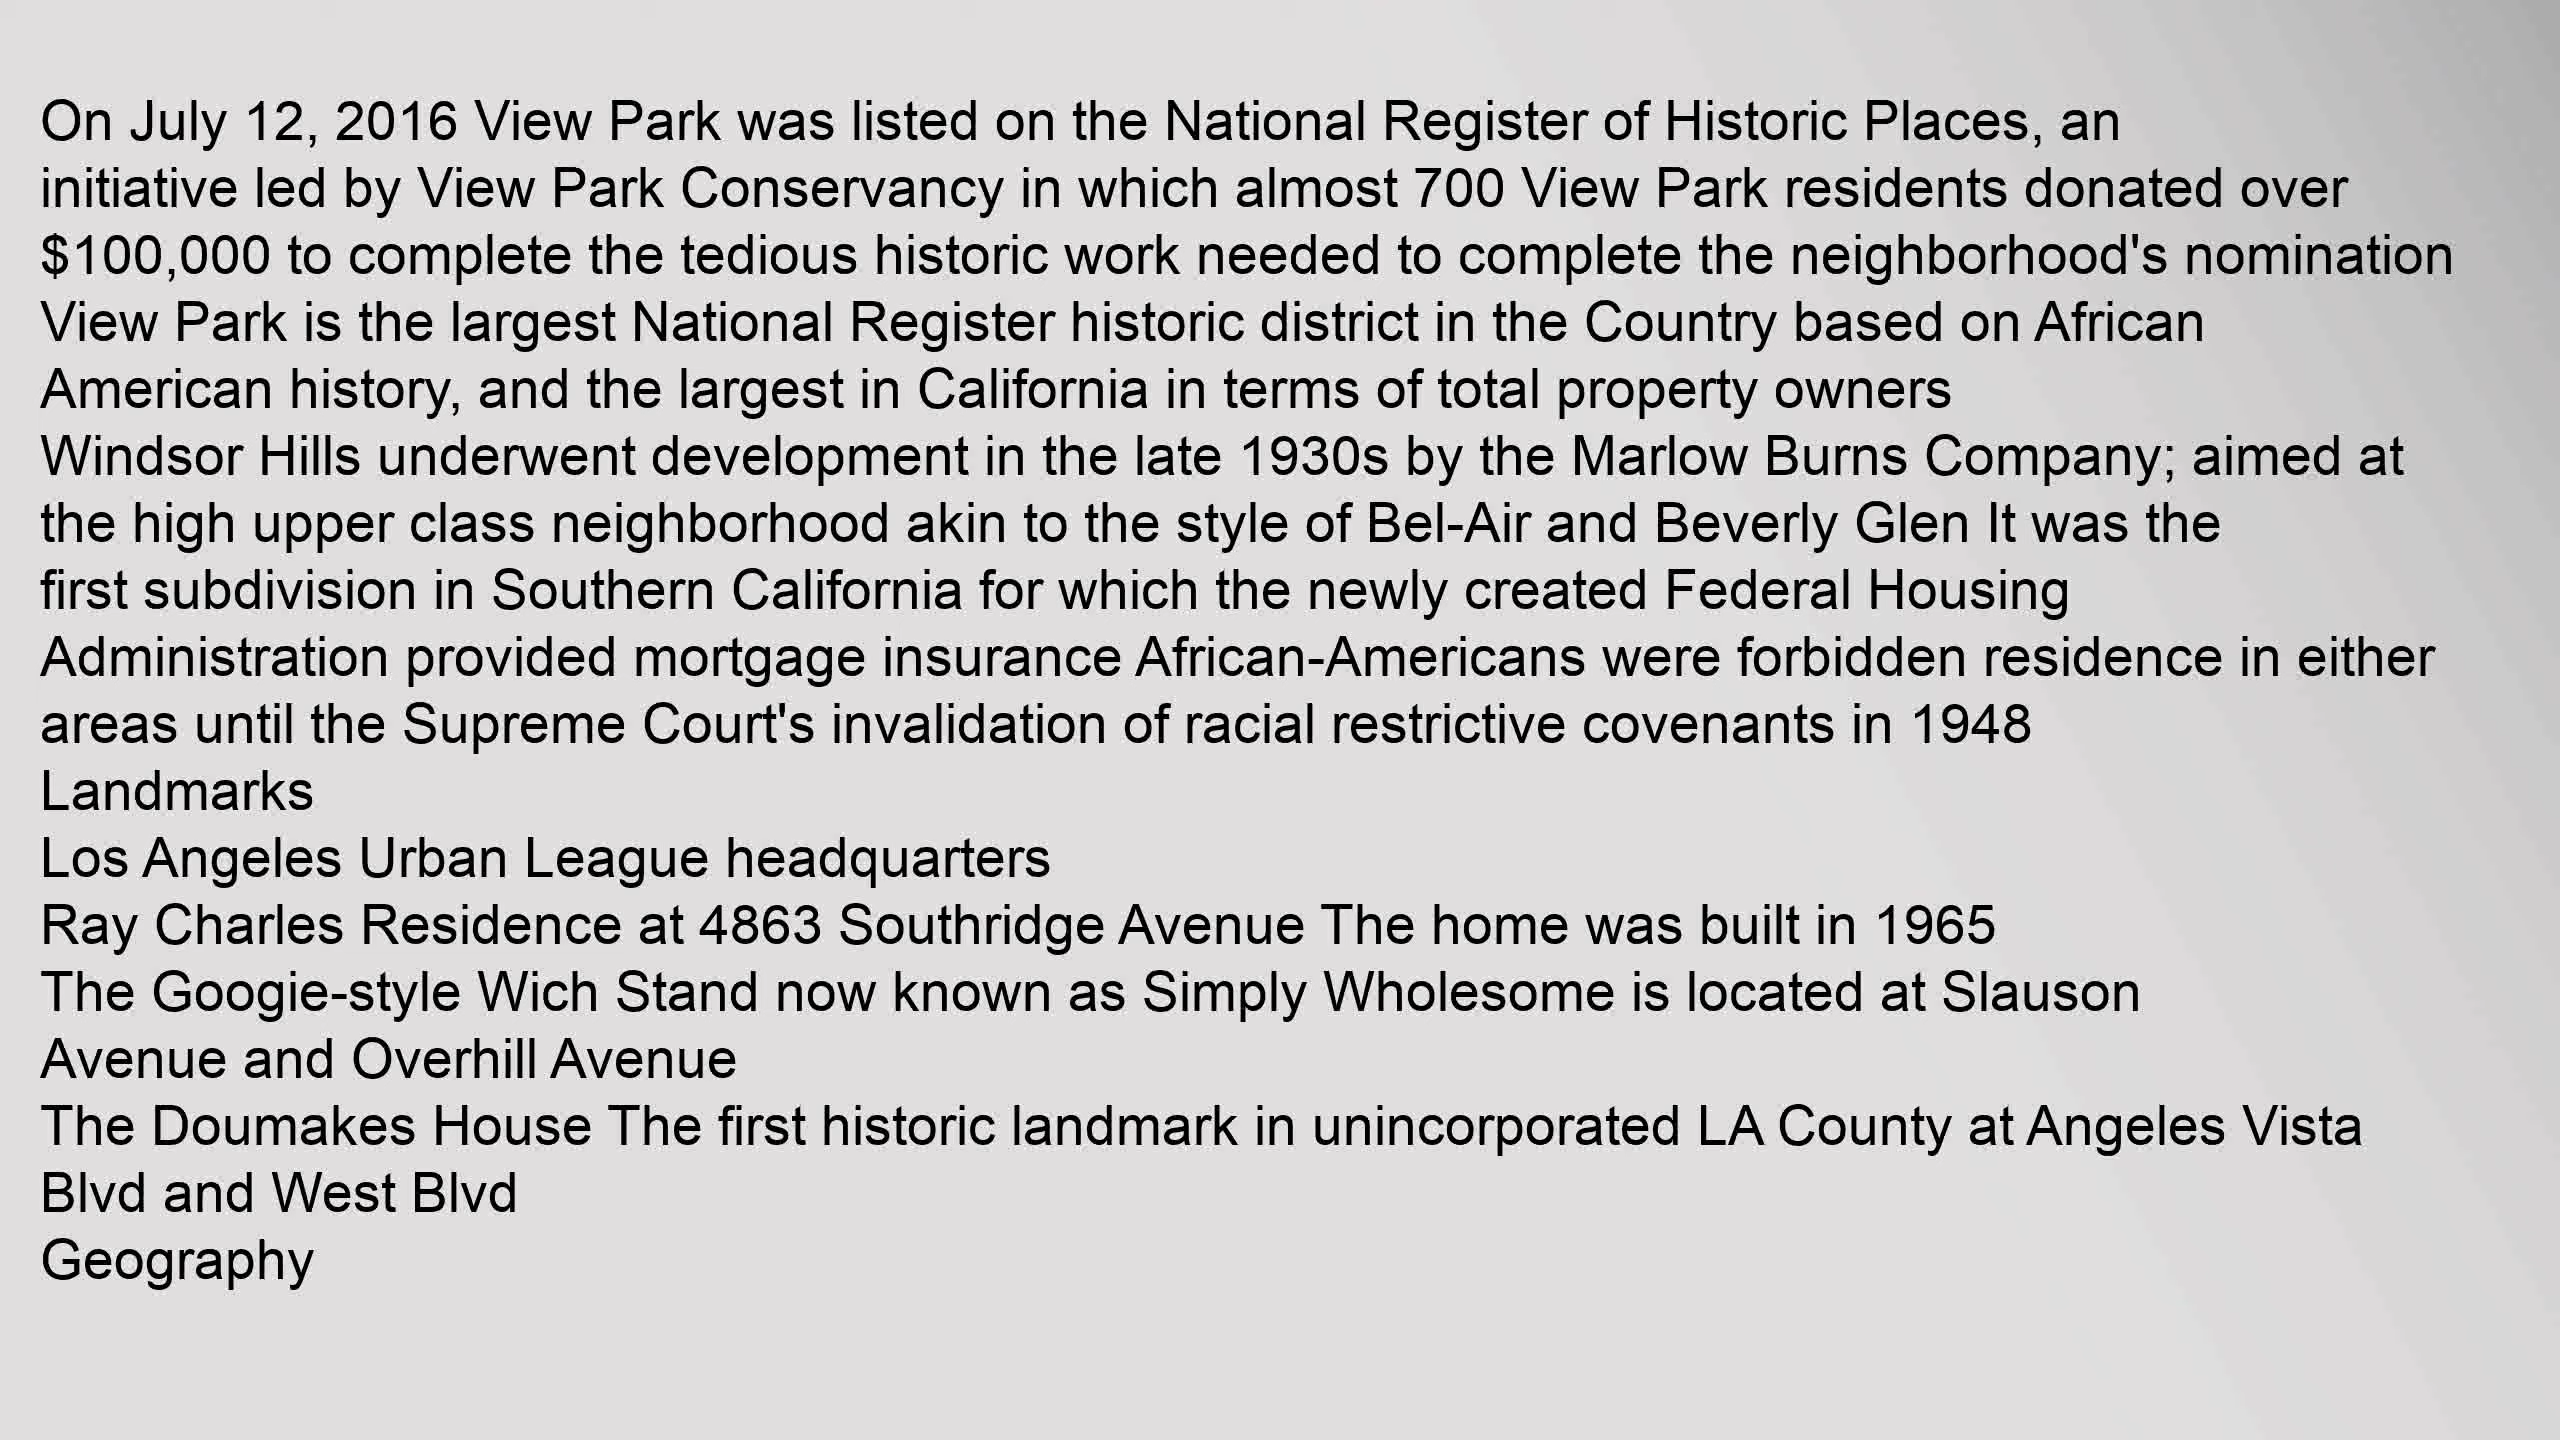 On July 12, 2016 View Park was listed on the National Register of Historic Places, an
initiative led by View Park Conservancy in which almost 700 View Park residents donated over
$100,000 to complete the tedious historic work needed to complete the neighborhood's nomination
View Park is the largest National Register historic district in the Country based on African
American history, and the largest in California in terms of total property owners
Windsor Hills underwent development in the late 1930s by the Marlow Burns Company; aimed at
the high upper class neighborhood akin to the style of Bel-Air and Beverly Glen It was the
first subdivision in Southern California for which the newly created Federal Housing
Administration provided mortgage insurance African-Americans were forbidden residence in either
areas until the Supreme Court's invalidation of racial restrictive covenants in 1948
Landmarks
Los Angeles Urban League headquarters
Ray Charles Residence at 4863 Southridge Avenue The home was built in 1965
The Googie-style Wich Stand now known as Simply Wholesome is located at Slauson
Avenue and Overhill Avenue
The Doumakes House The first historic landmark in unincorporated LA County at Angeles Vista
Blvd and West Blvd
Geography